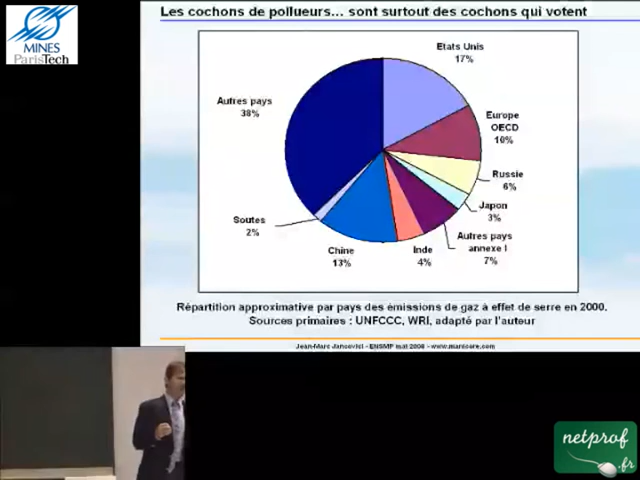 MINES
ParisTech
Les cochons de pollueurs... sont surtout des cochons qui votent
Etats Unis
17%
Autres pays
38%
Europe
OECD
10%
Russie
6%
Japon
3%
Soutes
2%
Autres pays
annexe I
7%
Chine
13%
Inde
4%
Répartition approximative par pays des émissions de gaz à effet de serre en 2000.
Sources primaires : UNFCCC, WRI, adapté par l'auteur
Jean-Marc Jancovici - ENSMP mai 2008 - www.manicore.com
netprof
.fr